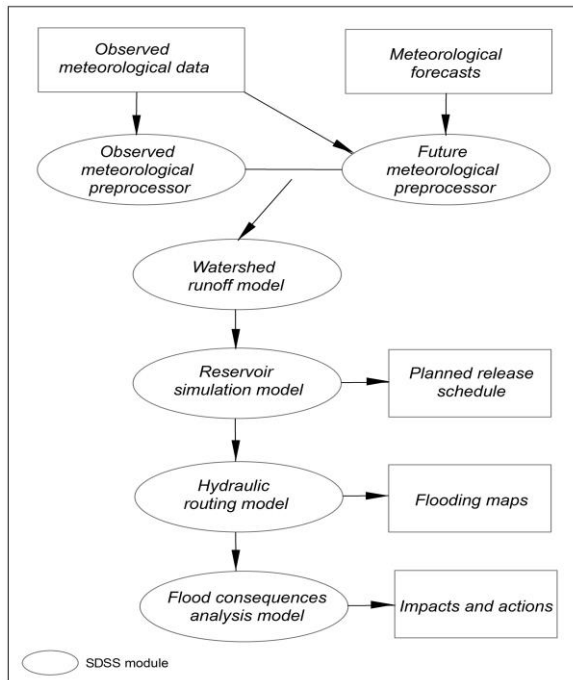 Observed
meteorological data
Meteorological
forecasts
Observed
meteorological
preprocessor
Future
meteorological
preprocessor
Watershed
runoff model
Reservoir
simulation model
Planned release
schedule
Hydraulic
routing model
Flooding maps
Flood consequences
analysis model
Impacts and actions
SDSS module